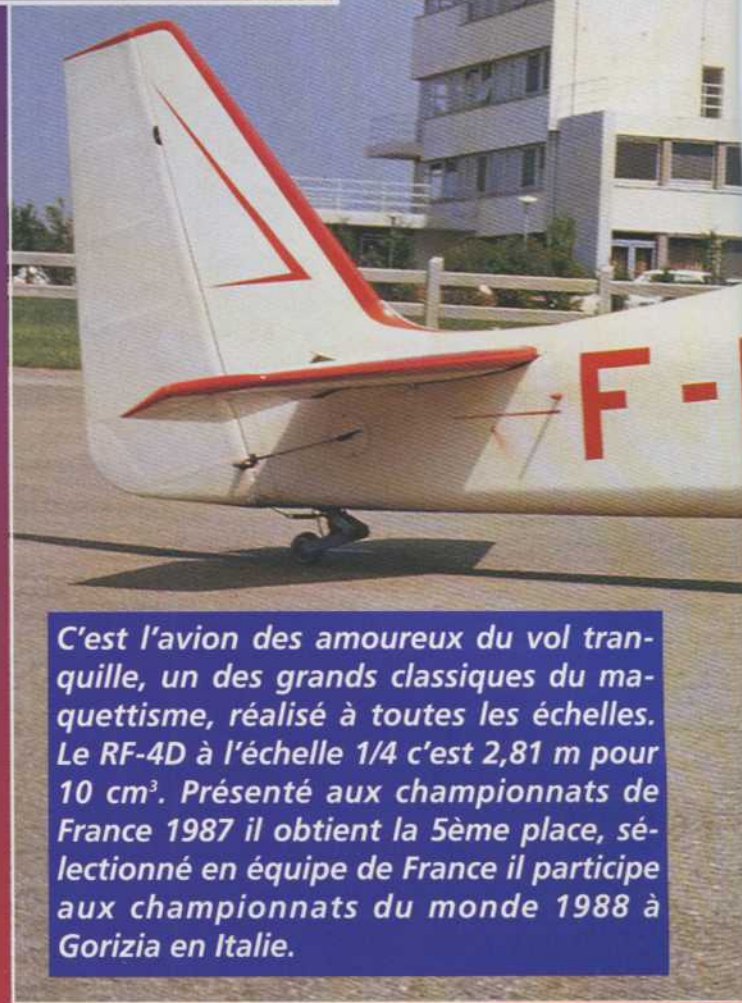 F-
C'est l'avion des amoureux du vol tran-
quille, un des grands classiques du ma-
quettisme, réalisé à toutes les échelles.
Le RF-4D à l'échelle 1/4 c'est 2,81 m pour
10 cm³. Présenté aux championnats de
France 1987 il obtient la 5ème place, sé-
lectionné en équipe de France il participe
aux championnats du monde 1988 à
Gorizia en Italie.